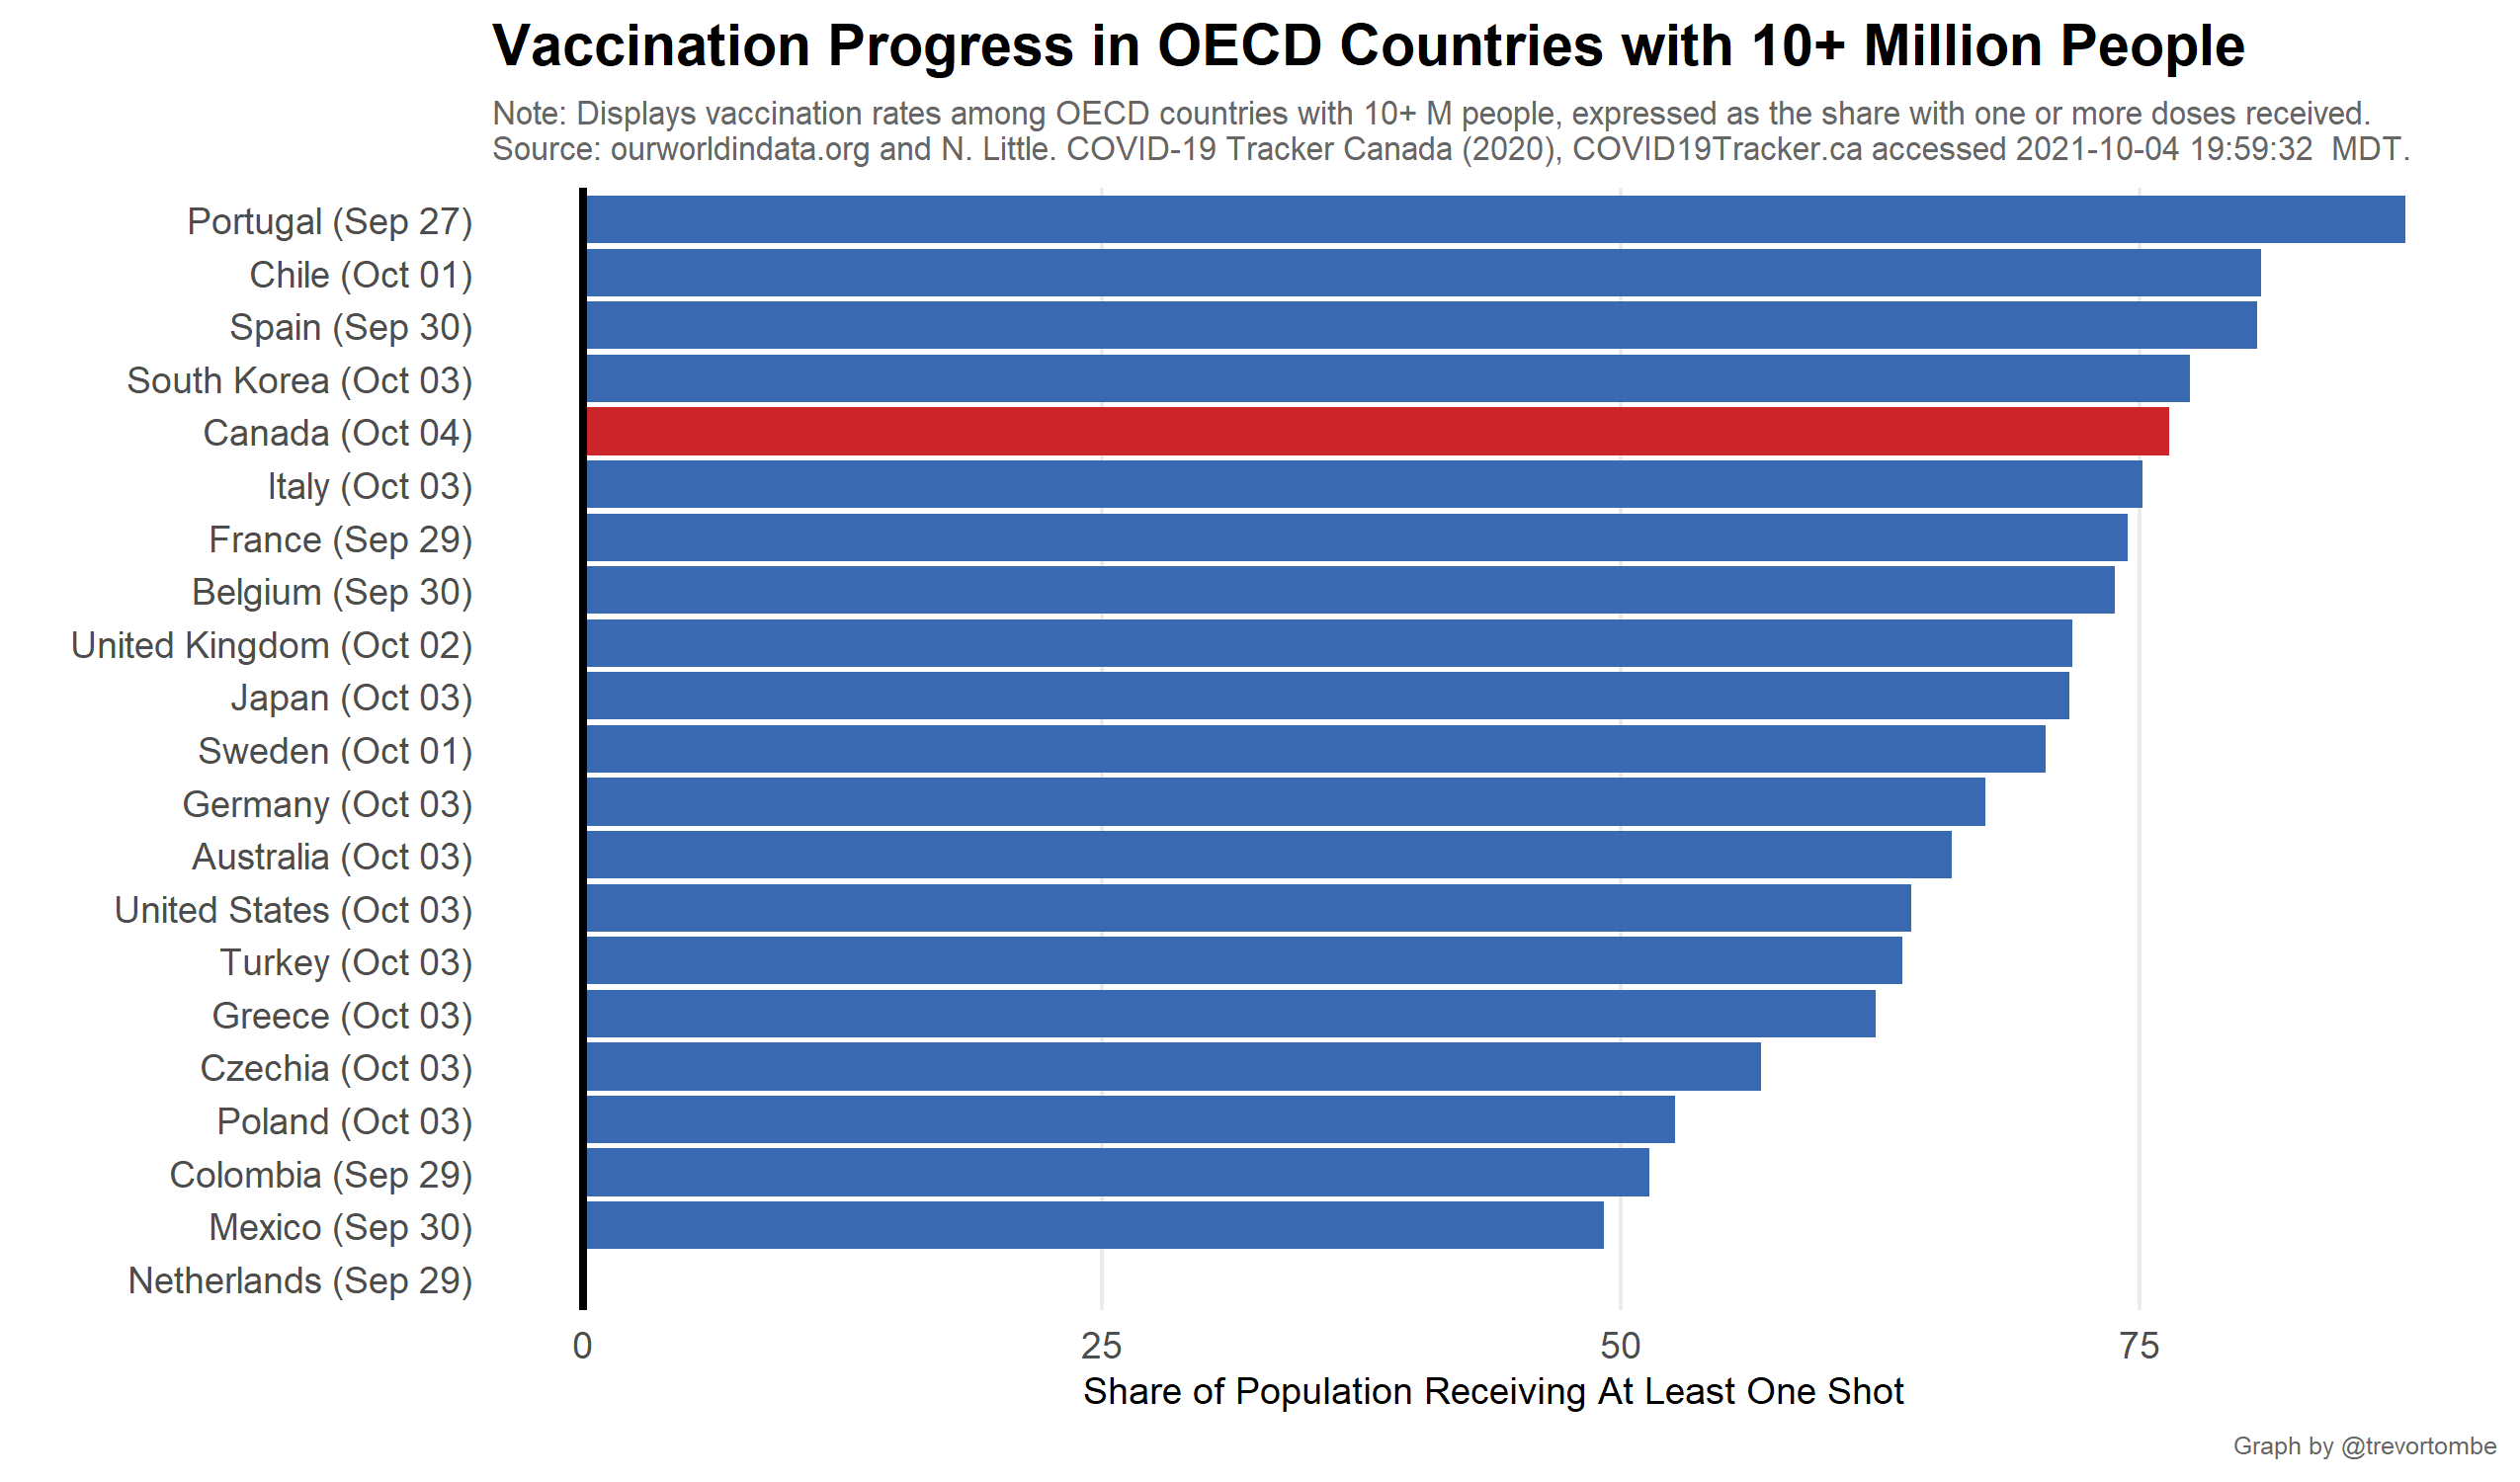 Vaccination Progress in OECD Countries with 10+ Million People
Note: Displays vaccination rates among OECD countries with 10+ M people, expressed as the share with one or more doses received.
Source: ourworldindata.org and N. Little. COVID-19 Tracker Canada (2020), COVID19Tracker.ca accessed 2021-10-04 19:59:32  MDT.
Portugal (Sep 27)
Chile (Oct 01)
Spain (Sep 30)
South Korea (Oct 03)
Canada (Oct 04)
Italy (Oct 03)
France (Sep 29)
Belgium (Sep 30)
United Kingdom (Oct 02)
Japan (Oct 03)
Sweden (Oct 01)
Germany (Oct 03)
Australia (Oct 03)
United States (Oct 03)
Turkey (Oct 03)
Greece (Oct 03)
Czechia (Oct 03)
Poland (Oct 03)
Colombia (Sep 29)
Mexico (Sep 30)
Netherlands (Sep 29)
0 25 50 75
Share of Population Receiving At Least One Shot
Graph by @trevortombe